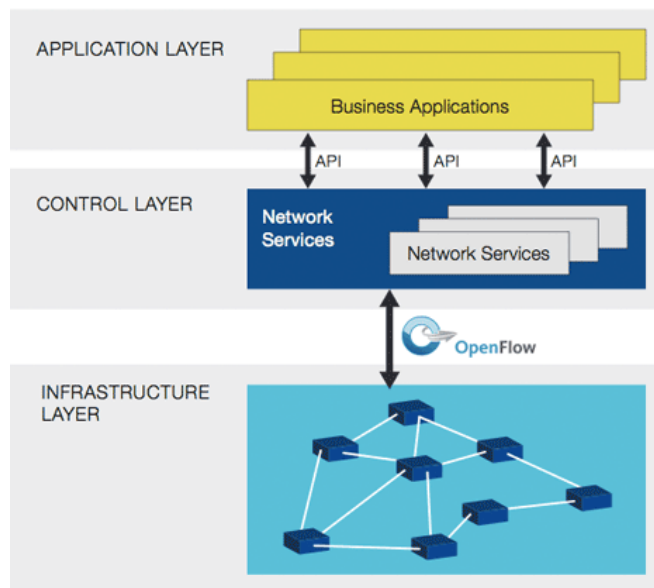 APPLICATION LAYER
Business Applications
API
API
API
CONTROL LAYER
Network
Services
Network Services
OpenFlow
INFRASTRUCTURE
LAYER